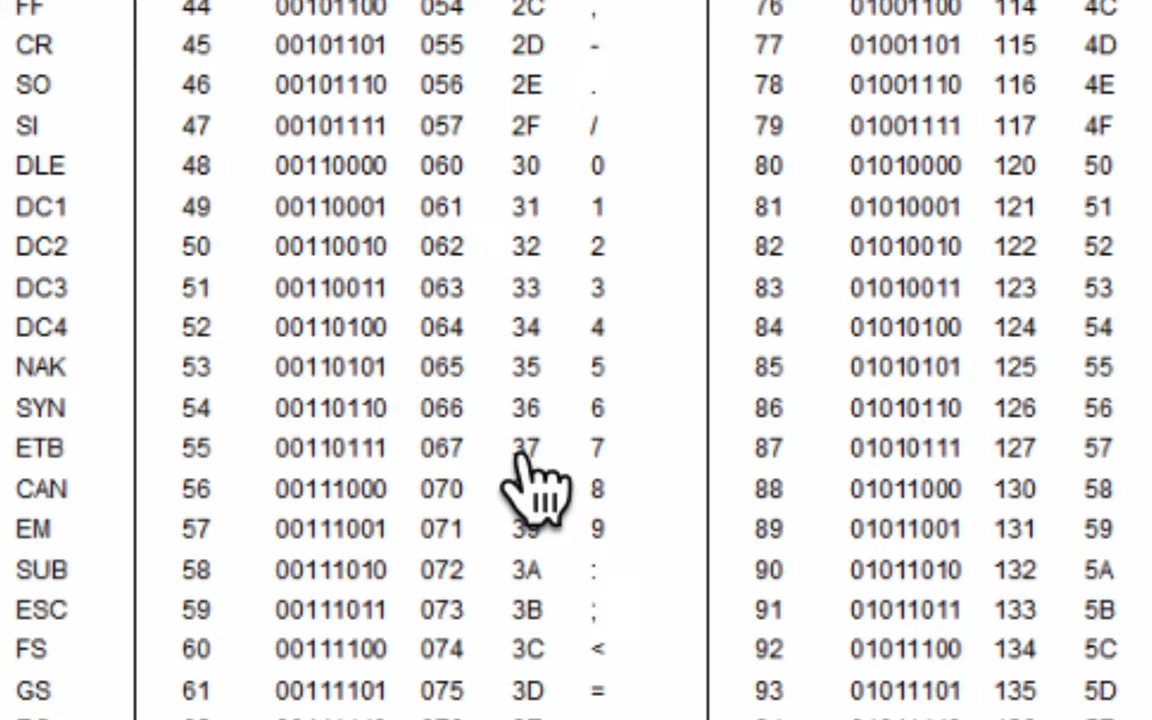 FF 44 00101100 054 2C , 76 01001100 114 4C
CR 45 00101101 055 2D - 77 01001101 115 4D
SO 46 00101110 056 2E . 78 01001110 116 4E
SI 47 00101111 057 2F / 79 01001111 117 4F
DLE 48 00110000 060 30 0 80 01010000 120 50
DC1 49 00110001 061 31 1 81 01010001 121 51
DC2 50 00110010 062 32 2 82 01010010 122 52
DC3 51 00110011 063 33 3 83 01010011 123 53
DC4 52 00110100 064 34 4 84 01010100 124 54
NAK 53 00110101 065 35 5 85 01010101 125 55
SYN 54 00110110 066 36 6 86 01010110 126 56
ETB 55 00110111 067 37 7 87 01010111 127 57
CAN 56 00111000 070 8 88 01011000 130 58
EM 57 00111001 071 39 9 89 01011001 131 59
SUB 58 00111010 072 3A : 90 01011010 132 5A
ESC 59 00111011 073 3B ; 91 01011011 133 5B
FS 60 00111100 074 3C < 92 01011100 134 5C
GS 61 00111101 075 3D = 93 01011101 135 5D